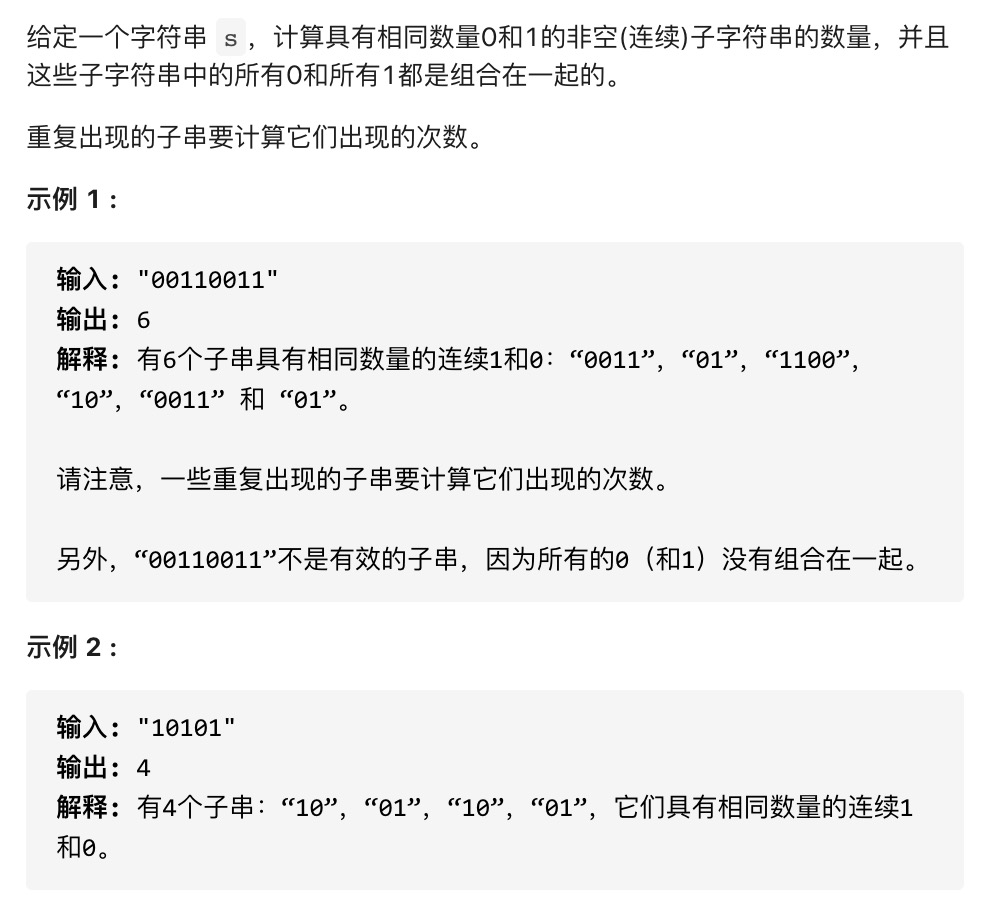 给定一个字符串 s，计算具有相同数量0和1的非空(连续)子字符串的数量，并且
这些子字符串中的所有0和所有1都是组合在一起的。
重复出现的子串要计算它们出现的次数。
示例 1 :
输入: "00110011"
输出: 6
解释: 有6个子串具有相同数量的连续1和0：“0011”，“01”，“1100”，
“10”，“0011” 和 “01”。
请注意，一些重复出现的子串要计算它们出现的次数。
另外，“00110011”不是有效的子串，因为所有的0（和1）没有组合在一起。
示例 2 :
输入: "10101"
输出: 4
解释: 有4个子串：“10”，“01”，“10”，“01”，它们具有相同数量的连续1
和0。